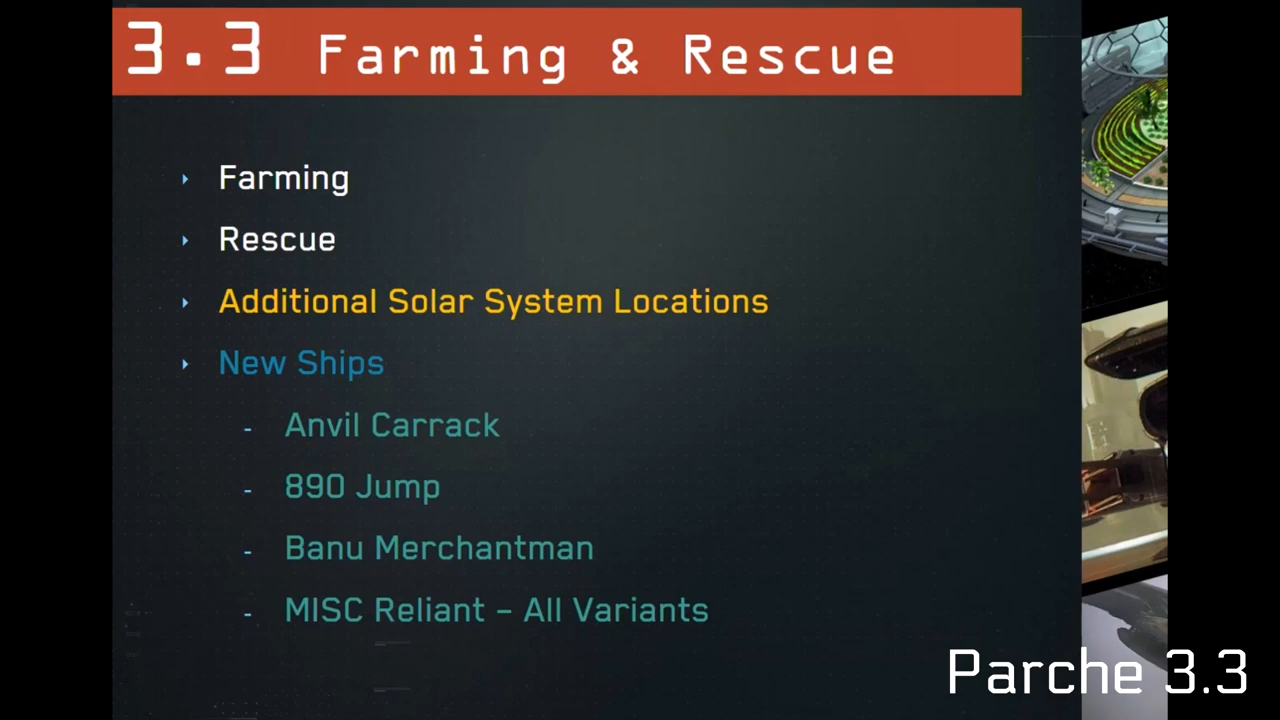 3.3 Farming & Rescue
Farming
Rescue
Additional Solar System Locations
New Ships
- Anvil Carrack
- 890 Jump
- Banu Merchantman
- MISC Reliant – All Variants
Parche 3.3